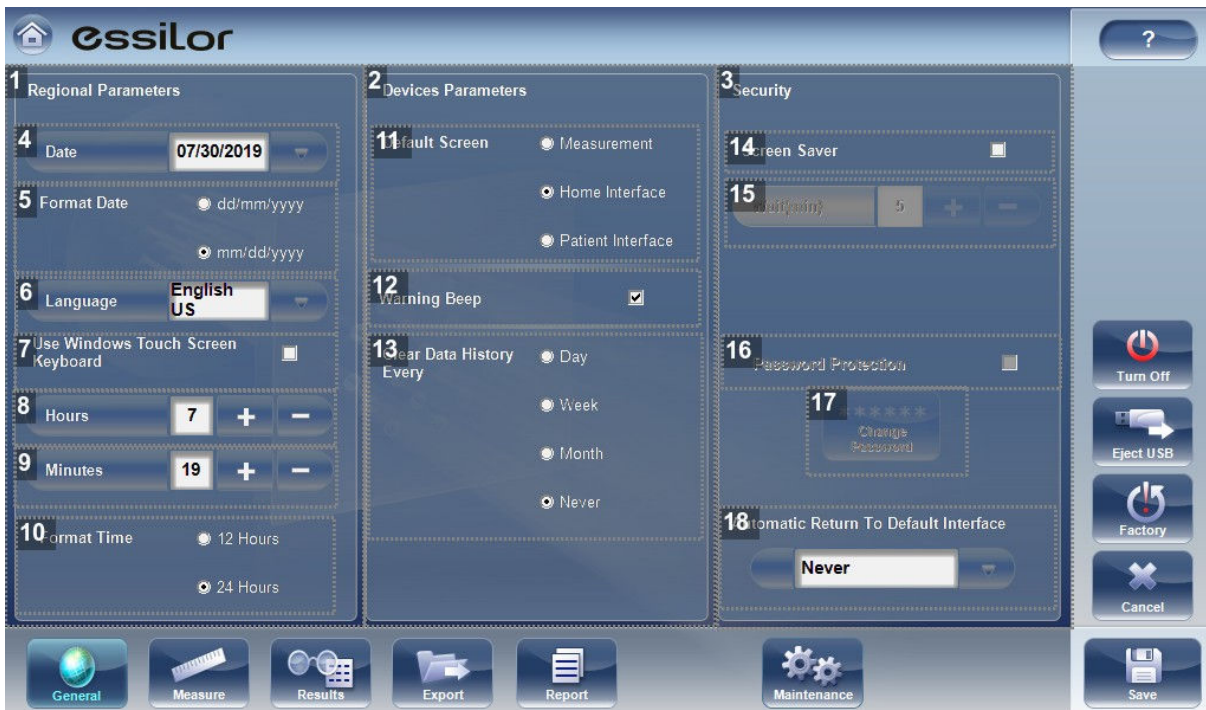 essilor
?
1 Regional Parameters
4 Date 07/30/2019
5 Format Date dd/mm/yyyy
mm/dd/yyyy
6 Language English US
7 Use Windows Touch Screen Keyboard
8 Hours 7 + −
9 Minutes 19 + −
10 Format Time 12 Hours
24 Hours
2 Devices Parameters
11 Default Screen Measurement
Home Interface
Patient Interface
12 Warning Beep
13 Clear Data History Every Day
Week
Month
Never
3 Security
14 Screen Saver
15 Wait(min) 5 + −
16 Password Protection
17 ******
Change
Password
18 Automatic Return To Default Interface
Never
Turn Off
Eject USB
Factory
Cancel
General
Measure
Results
Export
Report
Maintenance
Save